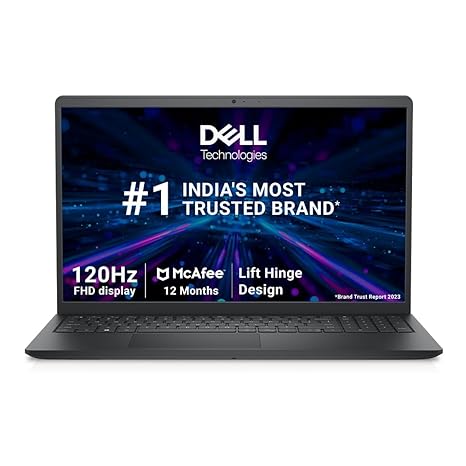 DELL
Technologies
#1 INDIA'S MOST
TRUSTED BRAND*
120Hz
FHD display
McAfee
12 Months
Lift Hinge
Design
*Brand Trust Report 2023